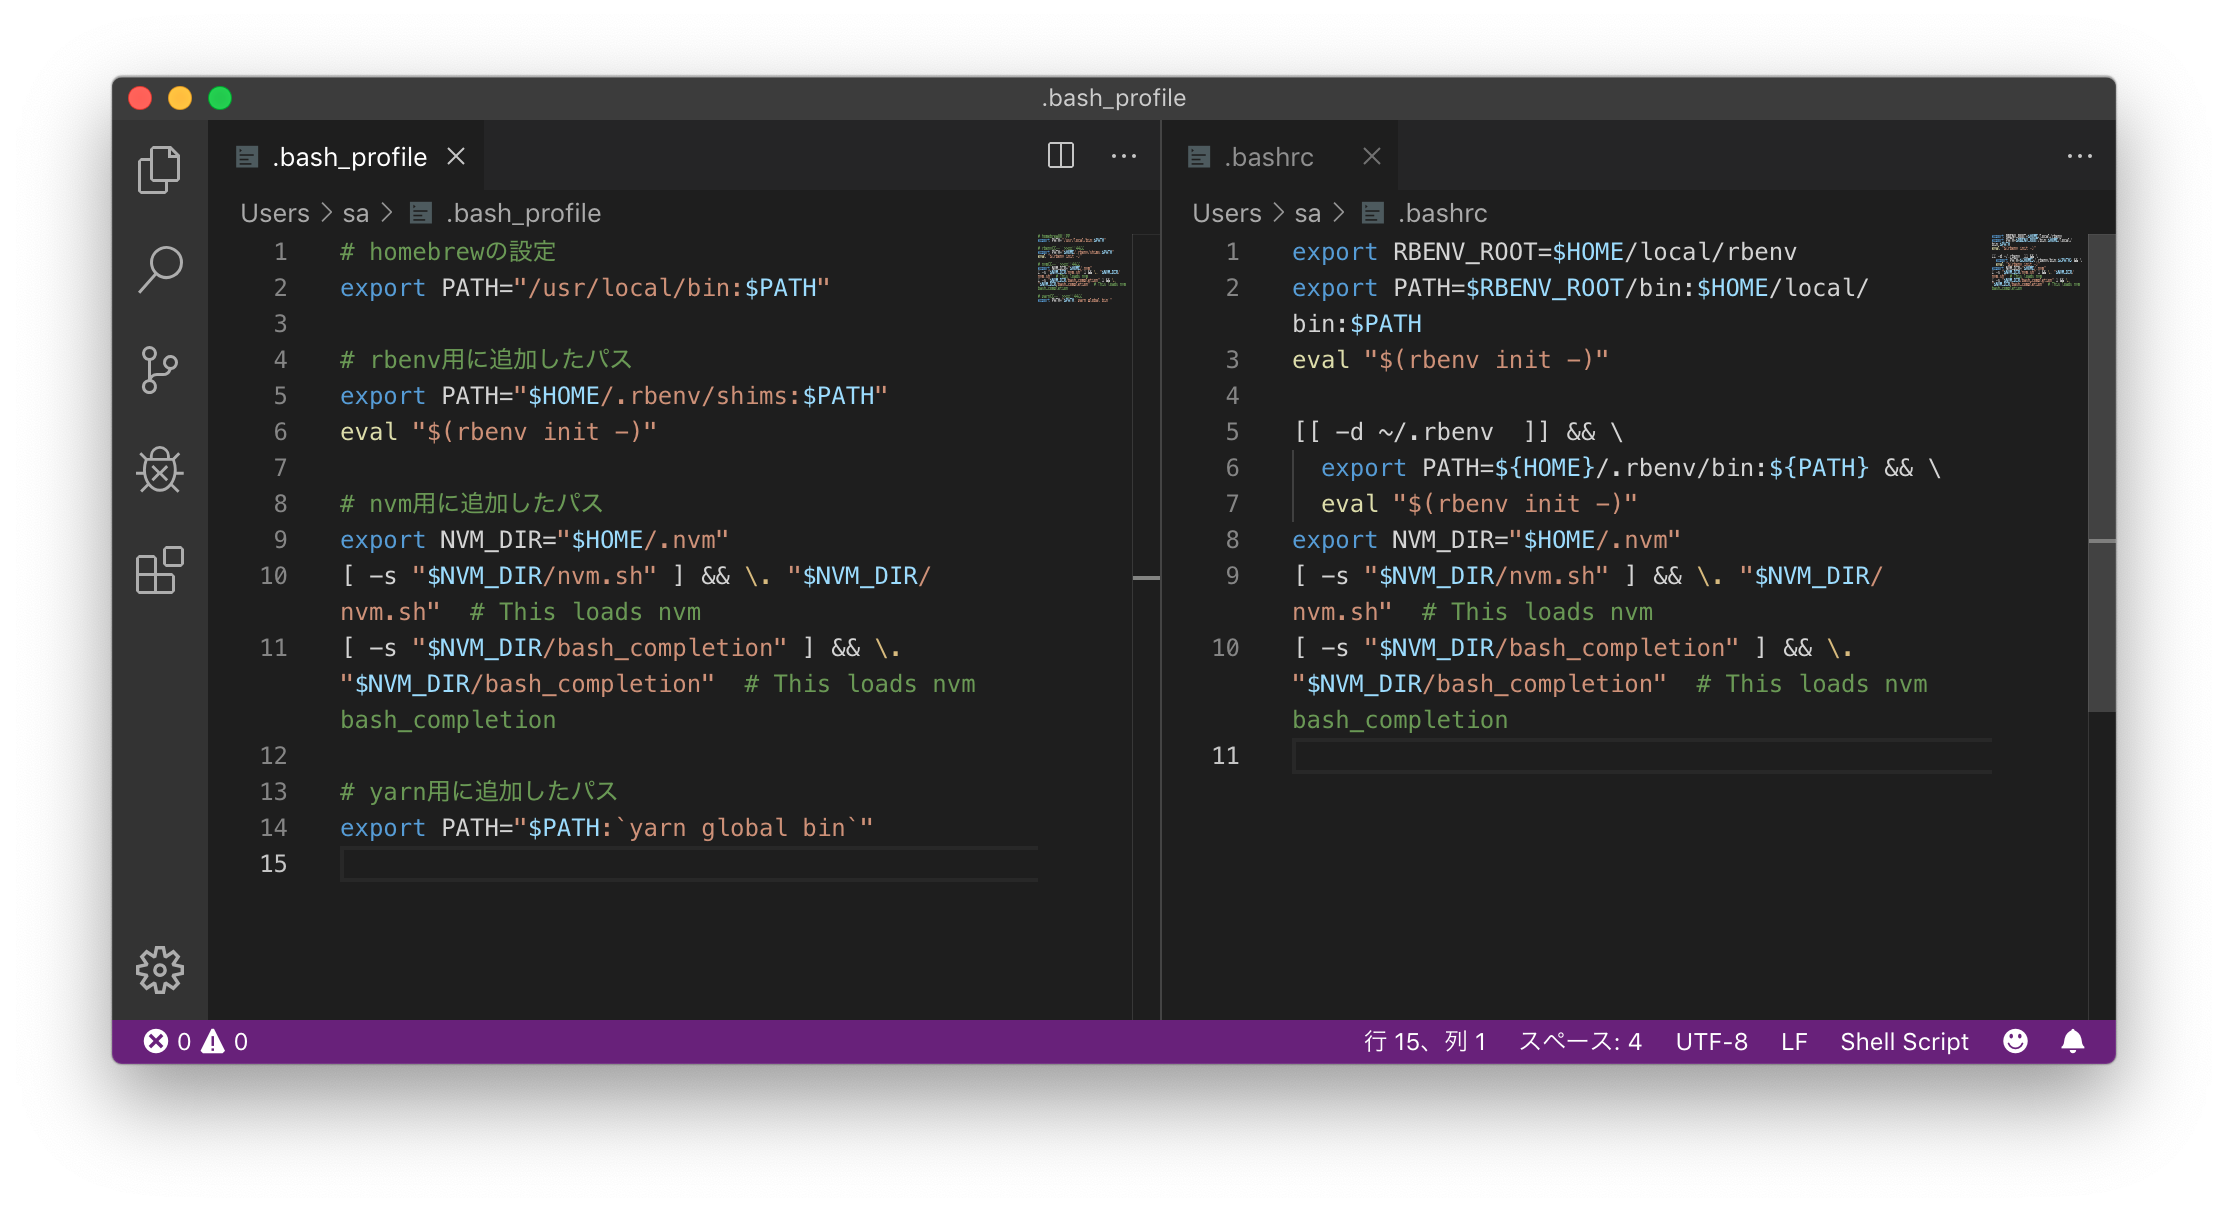 .bash_profile
.bash_profile
Users > sa > .bash_profile
1 # homebrewの設定
2 export PATH="/usr/local/bin:$PATH"
3
4 # rbenv用に追加したパス
5 export PATH="$HOME/.rbenv/shims:$PATH"
6 eval "$(rbenv init -)"
7
8 # nvm用に追加したパス
9 export NVM_DIR="$HOME/.nvm"
10 [ -s "$NVM_DIR/nvm.sh" ] && \. "$NVM_DIR/
nvm.sh"  # This loads nvm
11 [ -s "$NVM_DIR/bash_completion" ] && \.
"$NVM_DIR/bash_completion"  # This loads nvm
bash_completion
12
13 # yarn用に追加したパス
14 export PATH="$PATH:`yarn global bin`"
15
.bashrc
Users > sa > .bashrc
1 export RBENV_ROOT=$HOME/local/rbenv
2 export PATH=$RBENV_ROOT/bin:$HOME/local/
bin:$PATH
3 eval "$(rbenv init -)"
4
5 [[ -d ~/.rbenv  ]] && \
6   export PATH=${HOME}/.rbenv/bin:${PATH} && \
7   eval "$(rbenv init -)"
8 export NVM_DIR="$HOME/.nvm"
9 [ -s "$NVM_DIR/nvm.sh" ] && \. "$NVM_DIR/
nvm.sh"  # This loads nvm
10 [ -s "$NVM_DIR/bash_completion" ] && \.
"$NVM_DIR/bash_completion"  # This loads nvm
bash_completion
11
0 0
行 15、列 1 スペース: 4 UTF-8 LF Shell Script